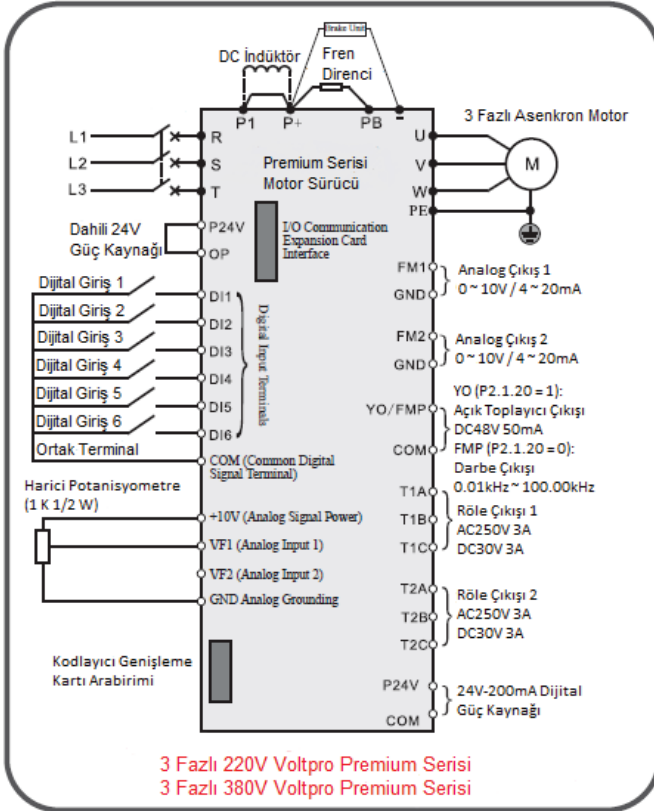 Brake Unit
DC İndüktör
Fren
Direnci
P1
P+
PB
-
3 Fazlı Asenkron Motor
L1
L2
L3
R
S
T
Premium Serisi
Motor Sürücü
U
V
W
PE
M
Dahili 24V
Güç Kaynağı
P24V
OP
I/O Communication
Expansion Card
Interface
FM1
GND
Analog Çıkış 1
0 ~ 10V / 4 ~ 20mA
Dijital Giriş 1
Dijital Giriş 2
Dijital Giriş 3
Dijital Giriş 4
Dijital Giriş 5
Dijital Giriş 6
Ortak Terminal
DI1
DI2
DI3
DI4
DI5
DI6
Digital Input Terminals
COM (Common Digital
Signal Terminal)
FM2
GND
Analog Çıkış 2
0 ~ 10V / 4 ~ 20mA
YO/FMP
COM
YO (P2.1.20 = 1):
Açık Toplayıcı Çıkışı
DC48V 50mA
FMP (P2.1.20 = 0):
Darbe Çıkışı
0.01kHz ~ 100.00kHz
Harici Potanisyometre
(1 K 1/2 W)
+10V (Analog Signal Power)
VF1 (Analog Input 1)
VF2 (Analog Input 2)
GND Analog Grounding
T1A
T1B
T1C
Röle Çıkışı 1
AC250V 3A
DC30V 3A
T2A
T2B
T2C
Röle Çıkışı 2
AC250V 3A
DC30V 3A
Kodlayıcı Genişleme
Kartı Arabirimi
P24V
COM
24V-200mA Dijital
Güç Kaynağı
3 Fazlı 220V Voltpro Premium Serisi
3 Fazlı 380V Voltpro Premium Serisi